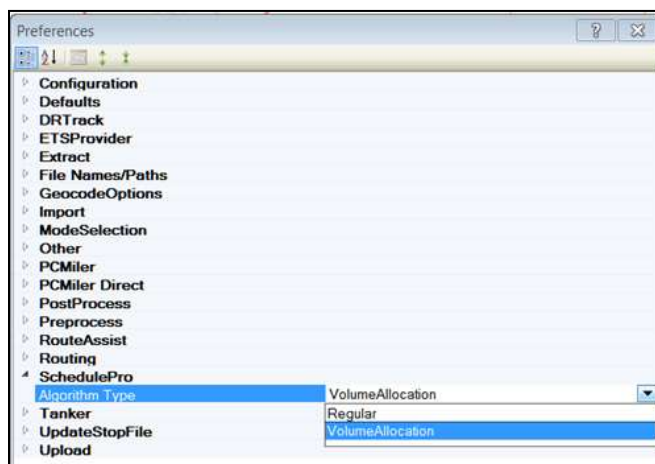 Preferences
Configuration
Defaults
DRTrack
ETSProvider
Extract
File Names/Paths
GeocodeOptions
Import
ModeSelection
Other
PCMiler
PCMiler Direct
PostProcess
Preprocess
RouteAssist
Routing
SchedulePro
Algorithm Type VolumeAllocation
Tanker Regular
UpdateStopFile VolumeAllocation
Upload